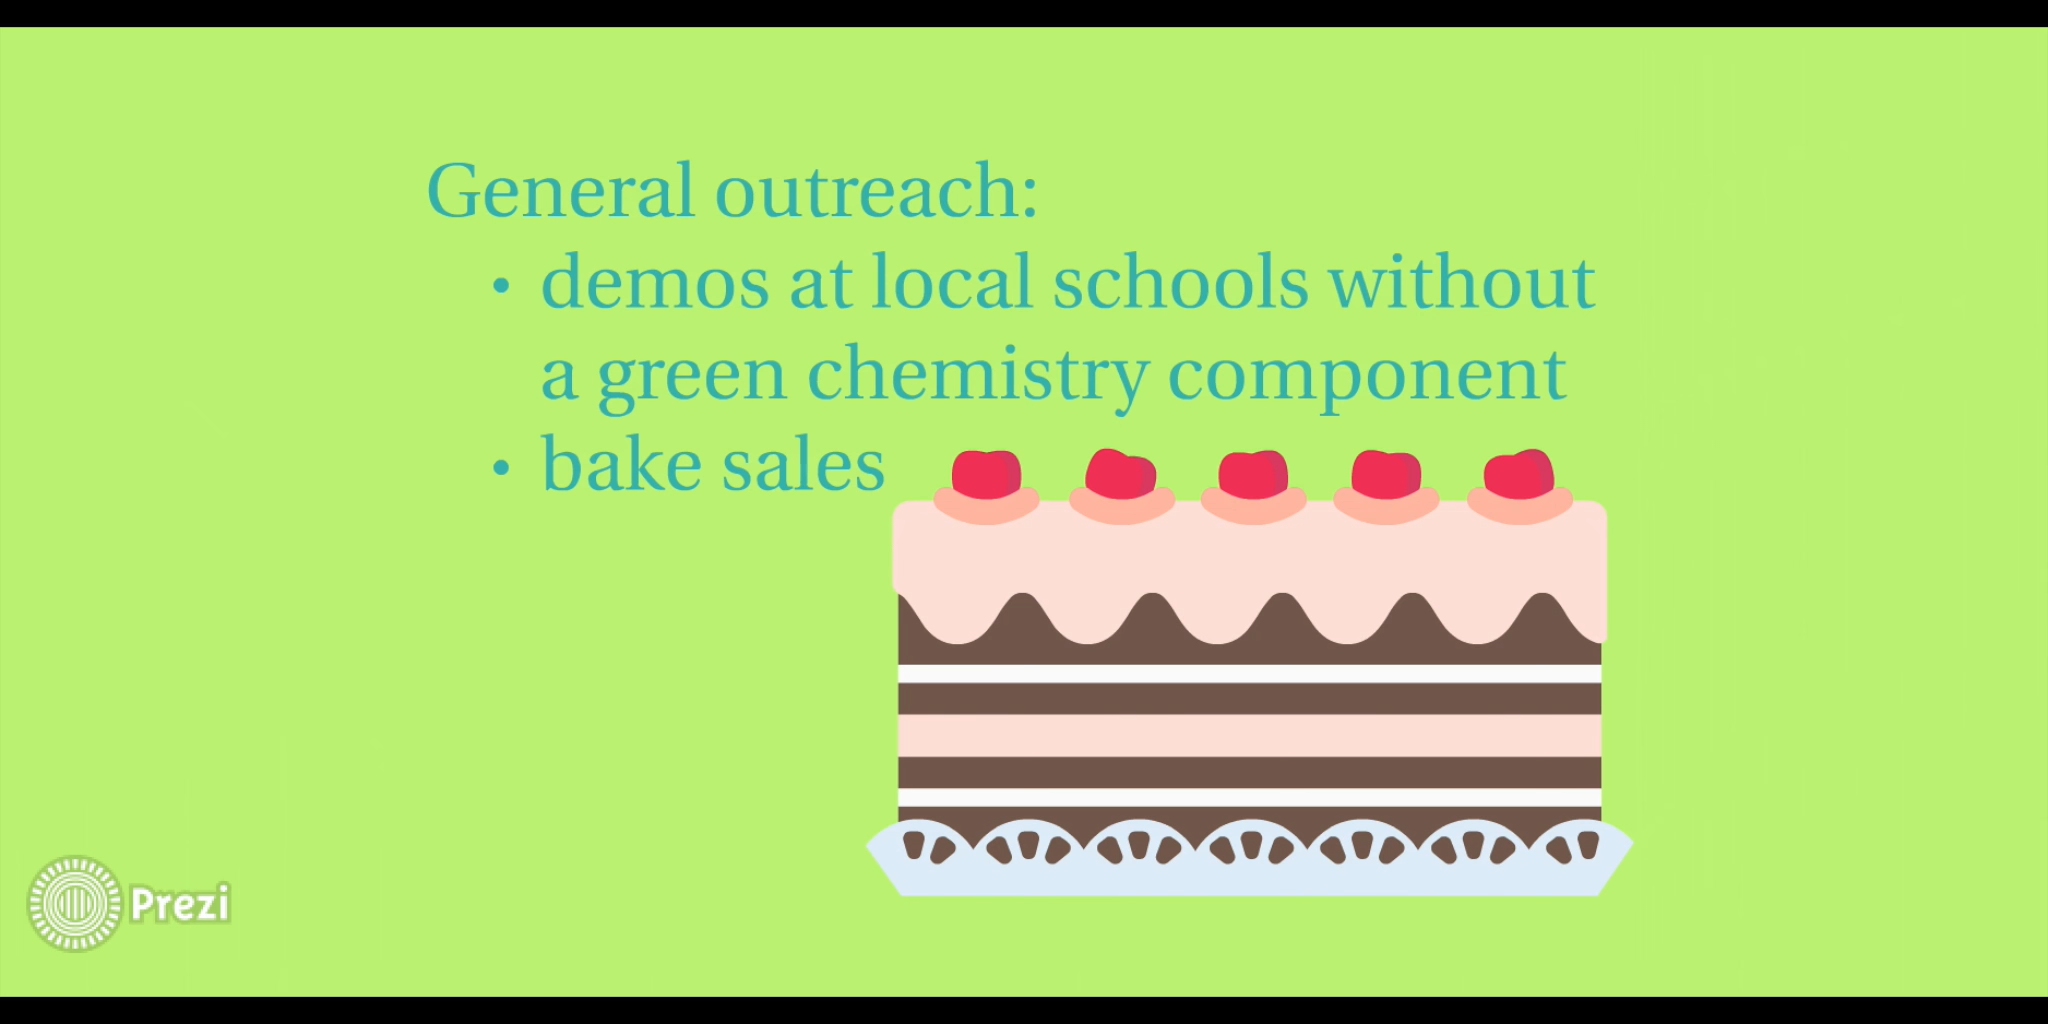 General outreach:
• demos at local schools without
a green chemistry component
• bake sales
Prezi